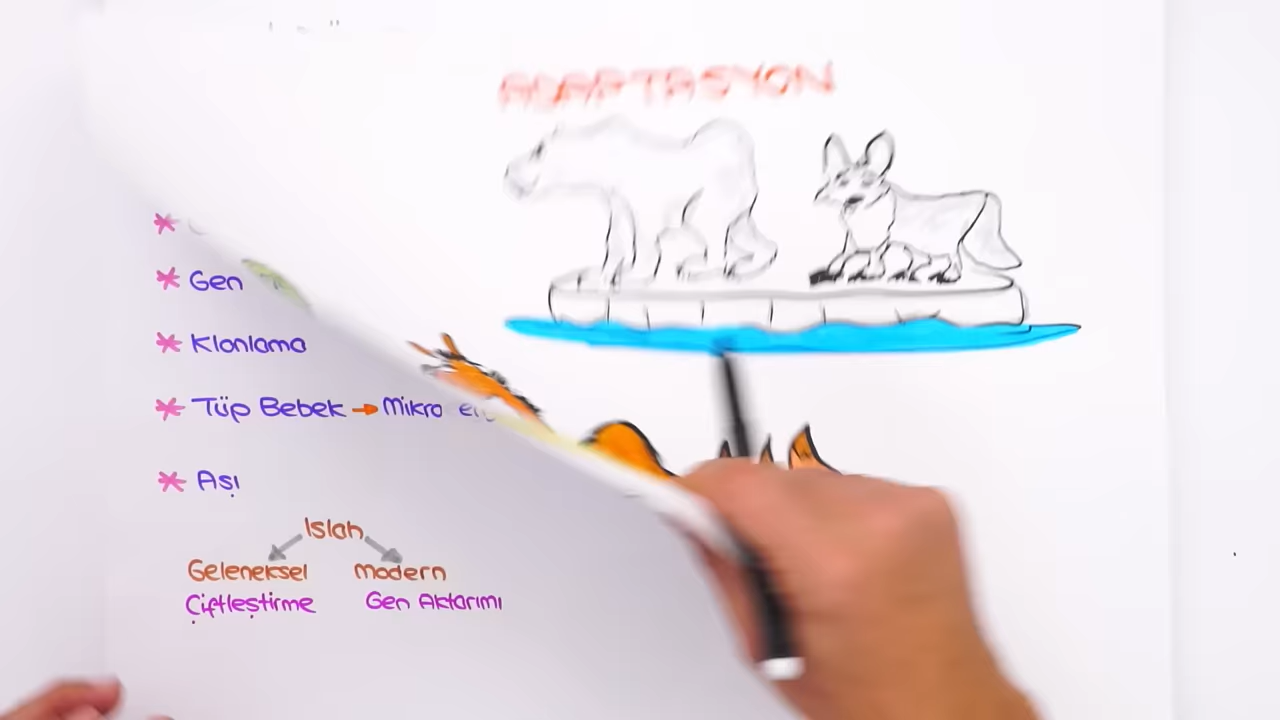 ADAPTASYON
Gen
Klonlama
Tüp Bebek → Mikro
Aşı
Islah
Geleneksel Modern
Çiftleştirme Gen Aktarımı